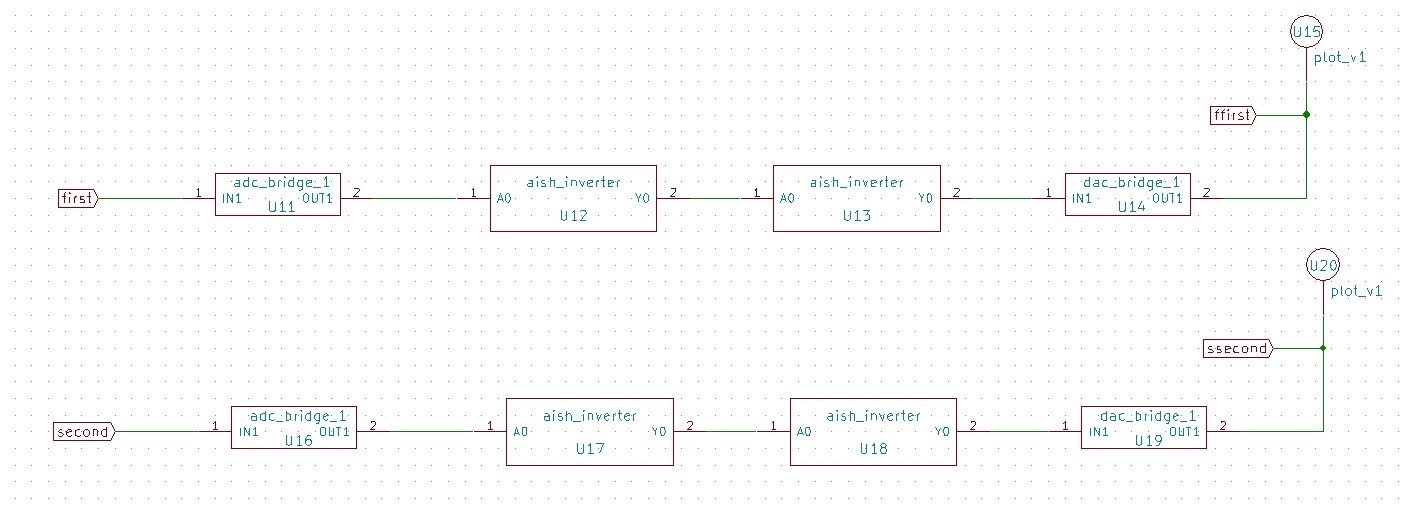 U15
plot_v1
ffirst
adc_bridge_1
aish_inverter
aish_inverter
dac_bridge_1
first 1 IN1 OUT1 2 1 A0 Y0 2 1 A0 Y0 2 1 IN1 OUT1 2
U11 U12 U13 U14
U20
plot_v1
ssecond
adc_bridge_1
aish_inverter
aish_inverter
dac_bridge_1
second 1 IN1 OUT1 2 1 A0 Y0 2 1 A0 Y0 2 1 IN1 OUT1 2
U16 U17 U18 U19